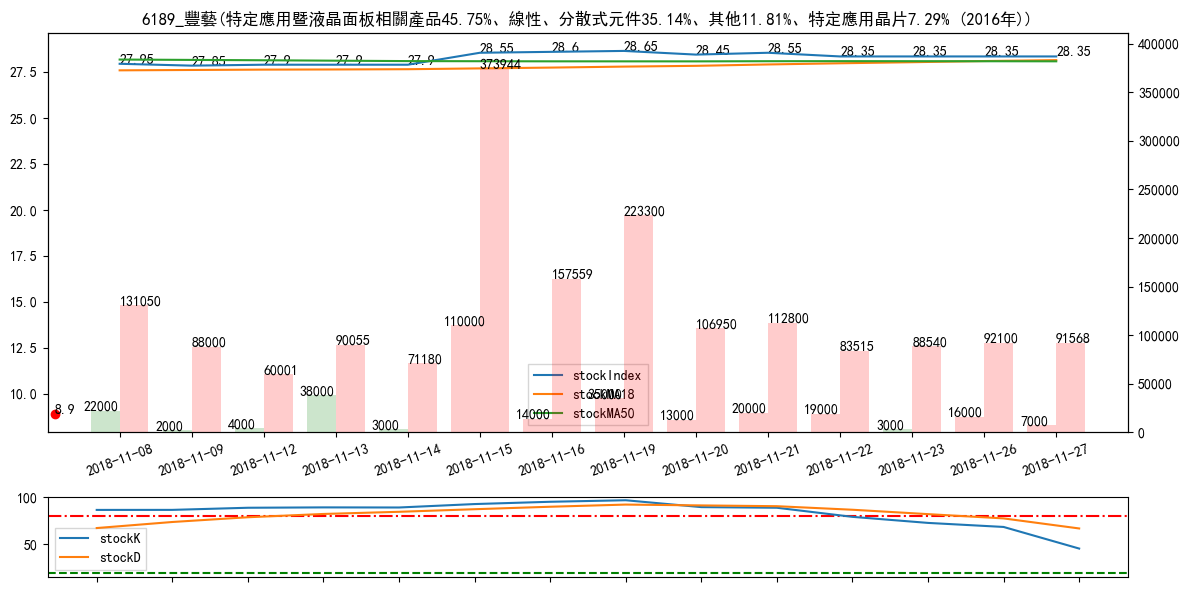 6189_豐藝(特定應用暨液晶面板相關產品45.75%、線性、分散式元件35.14%、其他11.81%、特定應用晶片7.29% (2016年))
27.95 27.85 27.9 27.9 27.9 28.55 28.6 28.65 28.45 28.55 28.35 28.35 28.35 28.35
27.5 25.0 22.5 20.0 17.5 15.0 12.5 10.0
400000 350000 300000 250000 200000 150000 100000 50000 0
131050 88000 60001 90055 71180 373944 157559 223300 106950 112800 83515 88540 92100 91568
8.9
22000 2000 4000 38000 3000 110000 14000 35000 13000 20000 19000 3000 16000 7000
stockIndex
stockMA18
stockMA50
2018-11-08 2018-11-09 2018-11-12 2018-11-13 2018-11-14 2018-11-15 2018-11-16 2018-11-19 2018-11-20 2018-11-21 2018-11-22 2018-11-23 2018-11-26 2018-11-27
100
50
stockK
stockD